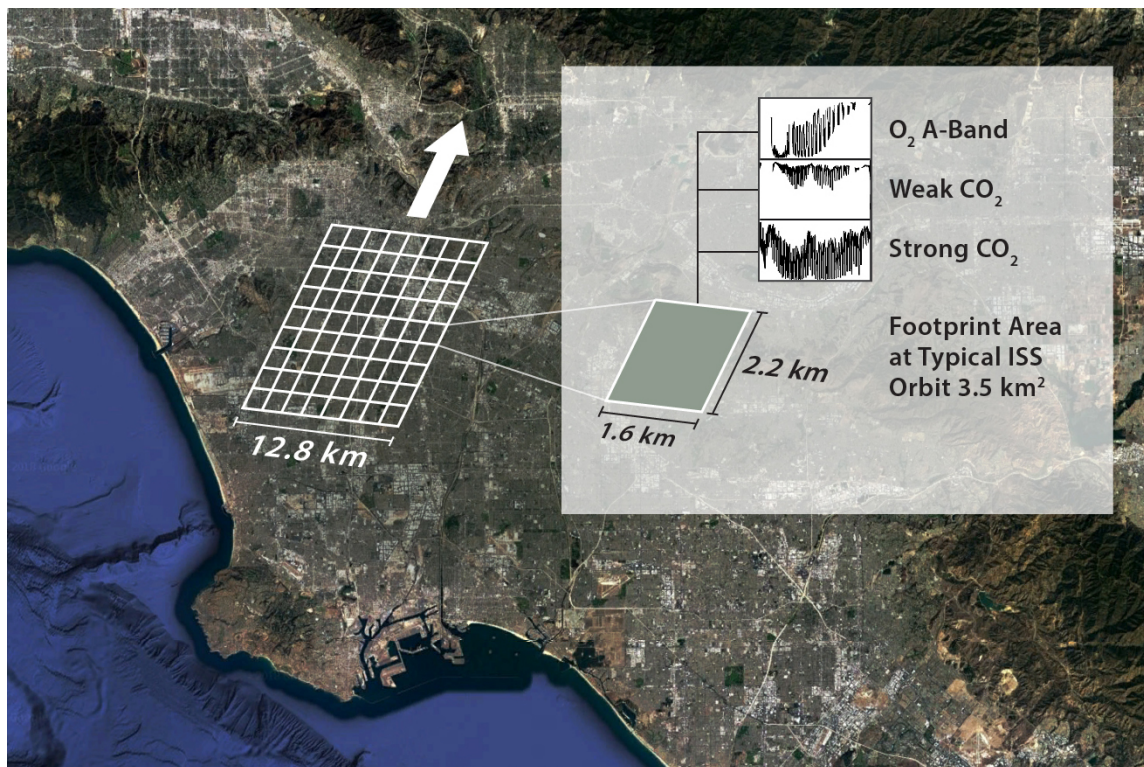 O₂ A-Band
Weak CO₂
Strong CO₂
Footprint Area
at Typical ISS
Orbit 3.5 km²
2.2 km
1.6 km
12.8 km